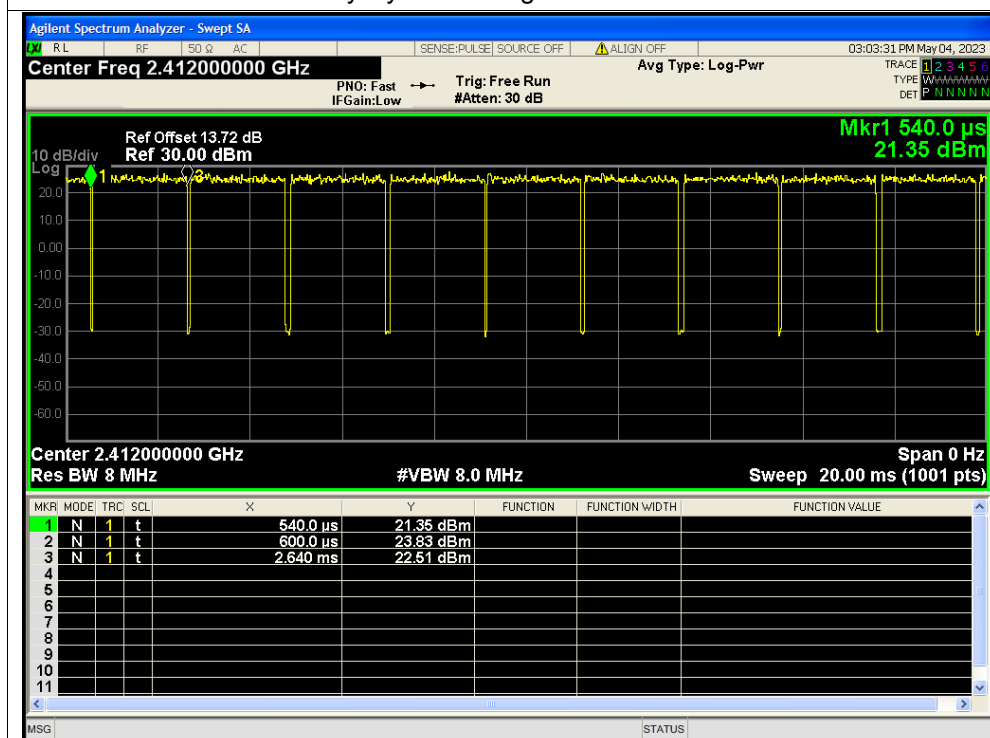 Agilent Spectrum Analyzer - Swept SA
LXI RL RF 50 Ω AC SENSE:PULSE SOURCE OFF ALIGN OFF 03:03:31 PM May 04, 2023
Center Freq 2.412000000 GHz
PNO: Fast
IFGain:Low
Trig: Free Run
#Atten: 30 dB
Avg Type: Log-Pwr
TRACE 1 2 3 4 5 6
TYPE W
DET P N N N N N
Mkr1 540.0 µs
21.35 dBm
10 dB/div
Log
Ref Offset 13.72 dB
Ref 30.00 dBm
1
3
20.0
10.0
0.00
-10.0
-20.0
-30.0
-40.0
-50.0
-60.0
Center 2.412000000 GHz Span 0 Hz
Res BW 8 MHz #VBW 8.0 MHz Sweep 20.00 ms (1001 pts)
MKR MODE TRC SCL X Y FUNCTION FUNCTION WIDTH FUNCTION VALUE
1 N 1 t 540.0 µs 21.35 dBm
2 N 1 t 600.0 µs 23.83 dBm
3 N 1 t 2.640 ms 22.51 dBm
4
5
6
7
8
9
10
11
MSG STATUS